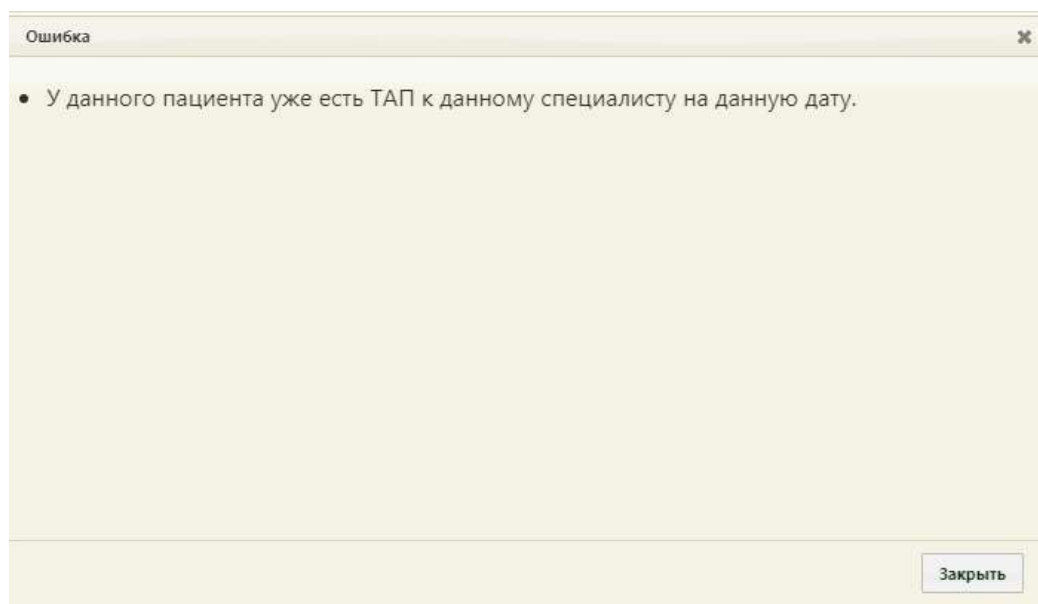 Ошибка
• У данного пациента уже есть ТАП к данному специалисту на данную дату.
Закрыть